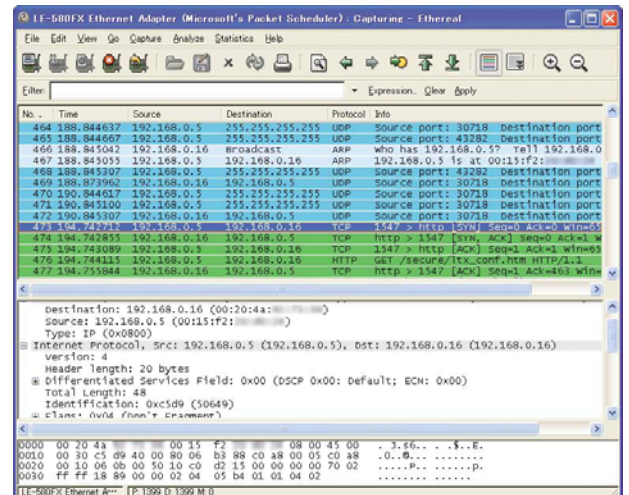 LE-580FX Ethernet Adapter (Microsoft's Packet Scheduler) : Capturing - Ethereal
File Edit View Go Capture Analyze Statistics Help
Filter: Expression... Clear Apply
No. . Time Source Destination Protocol Info
464 188.844637 192.168.0.5 255.255.255.255 UDP Source port: 30718 Destination port
465 188.844667 192.168.0.5 255.255.255.255 UDP Source port: 43282 Destination port
466 188.845042 192.168.0.16 Broadcast ARP Who has 192.168.0.5? Tell 192.168.0
467 188.845055 192.168.0.5 192.168.0.16 ARP 192.168.0.5 is at 00:15:f2:
468 188.845307 192.168.0.5 255.255.255.255 UDP Source port: 43282 Destination port
469 188.873962 192.168.0.16 192.168.0.5 UDP Source port: 30718 Destination port
470 190.844617 192.168.0.5 255.255.255.255 UDP Source port: 30718 Destination port
471 190.845100 192.168.0.5 255.255.255.255 UDP Source port: 30718 Destination port
472 190.845307 192.168.0.16 192.168.0.5 UDP Source port: 30718 Destination port
473 194.742712 192.168.0.5 192.168.0.16 TCP 1547 > http [SYN] Seq=0 Ack=0 Win=65
474 194.742855 192.168.0.16 192.168.0.5 TCP http > 1547 [SYN, ACK] Seq=0 Ack=1 W
475 194.743089 192.168.0.5 192.168.0.16 TCP 1547 > http [ACK] Seq=1 Ack=1 Win=65
476 194.744115 192.168.0.5 192.168.0.16 HTTP GET /secure/ltx_conf.htm HTTP/1.1
477 194.755844 192.168.0.16 192.168.0.5 TCP http > 1547 [ACK] Seq=1 Ack=463 Win=
Destination: 192.168.0.16 (00:20:4a: )
Source: 192.168.0.5 (00:15:f2: )
Type: IP (0x0800)
Internet Protocol, Src: 192.168.0.5 (192.168.0.5), Dst: 192.168.0.16 (192.168.0.16)
Version: 4
Header length: 20 bytes
Differentiated Services Field: 0x00 (DSCP 0x00: Default; ECN: 0x00)
Total Length: 48
Identification: 0xc5d9 (50649)
Flags: 0x04 (Don't Fragment)
0000 00 20 4a 00 15 f2 08 00 45 00 . J.s6.. . .$..E.
0010 00 30 c5 d9 40 00 80 06 b3 88 c0 a8 00 05 c0 a8 .0..@... ........
0020 00 10 06 0b 00 50 10 c0 d2 15 00 00 00 00 70 02 .....P.. ......p.
0030 ff ff 18 89 00 00 02 04 05 b4 01 01 04 02 ........ ......
LE-580FX Ethernet A··· P: 1399 D: 1399 M: 0